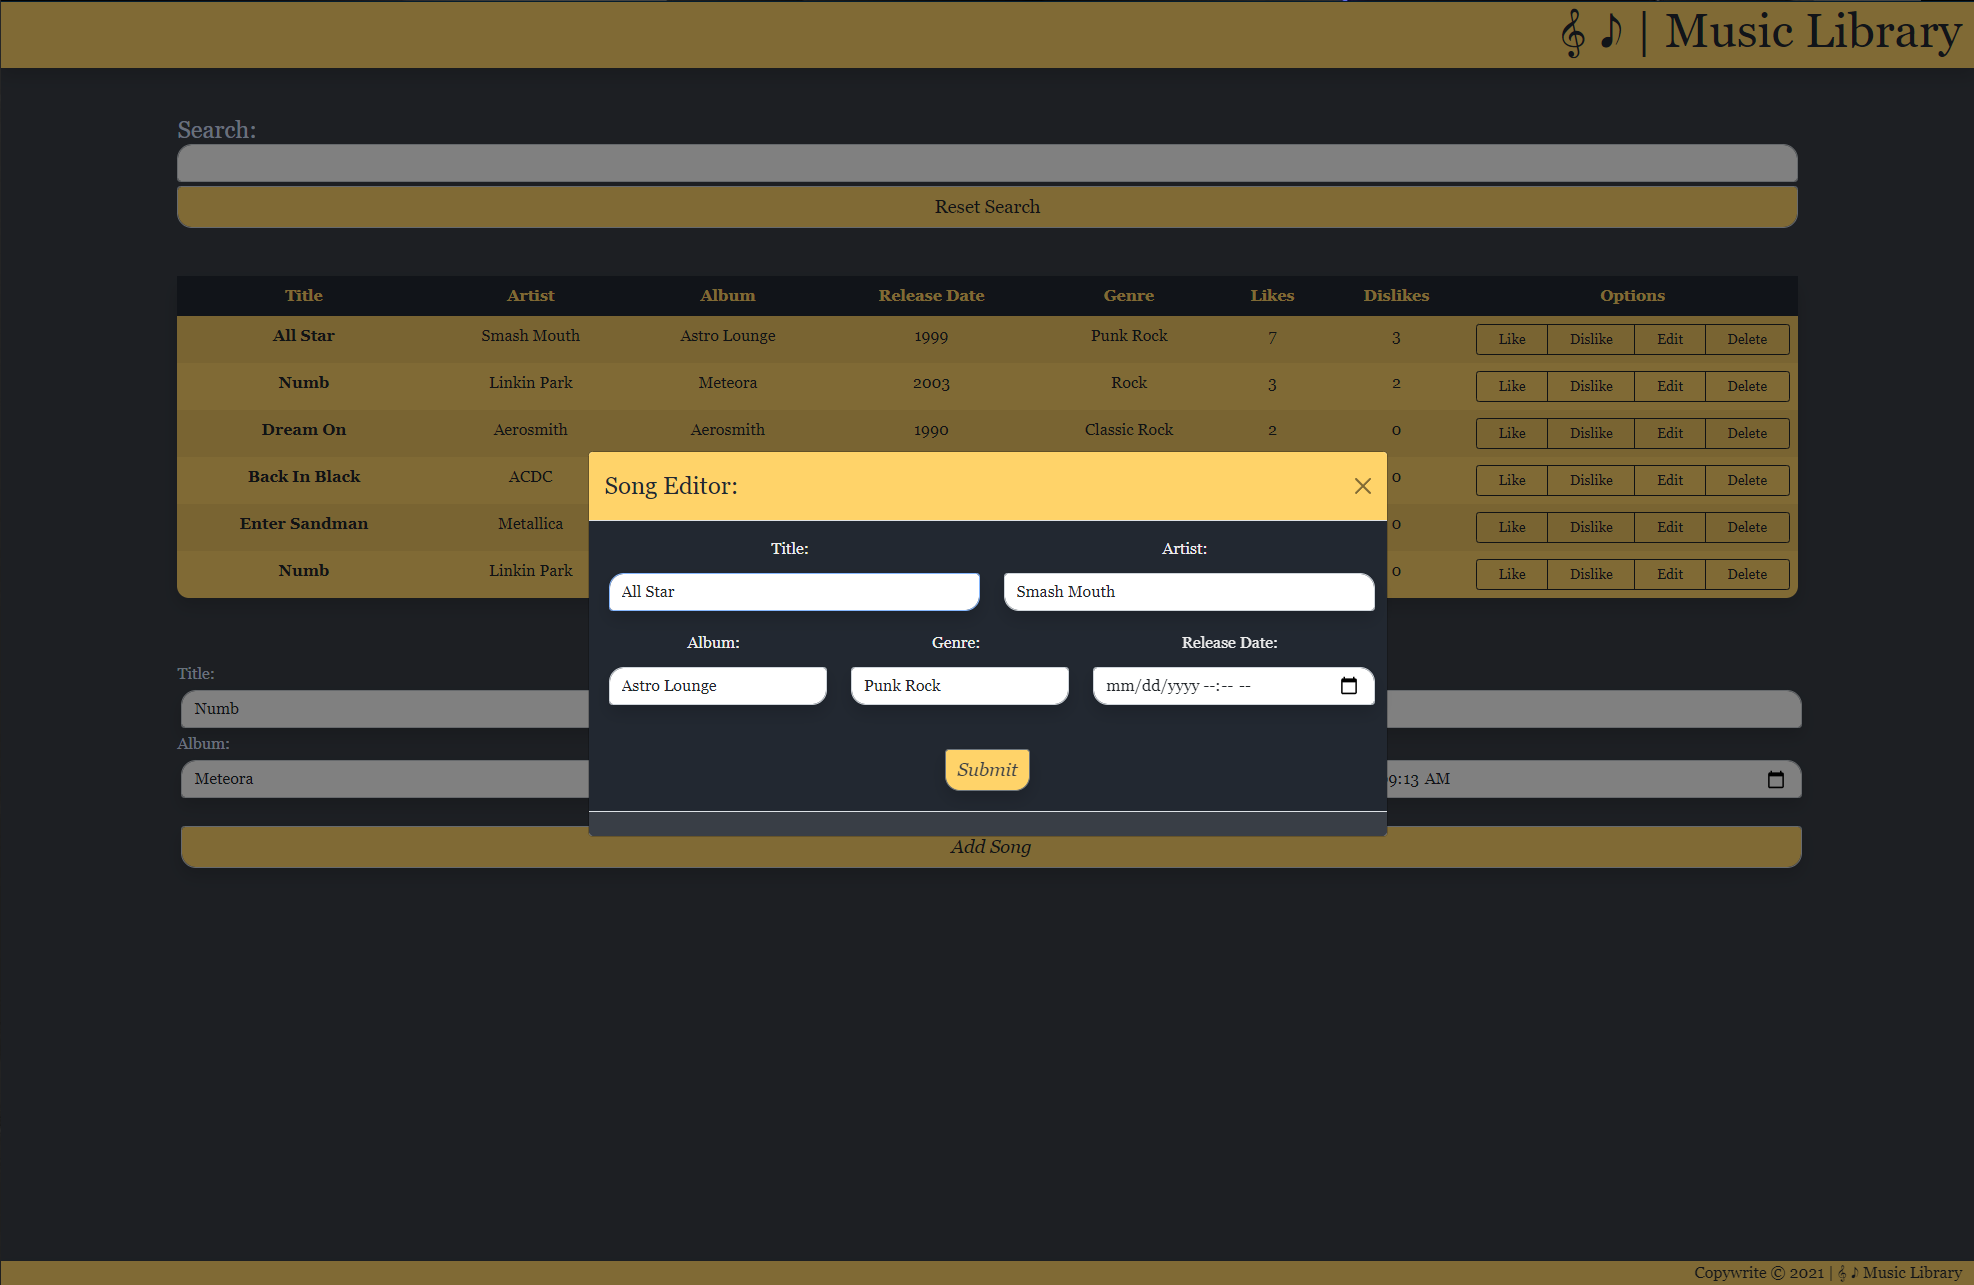 𝄞 ♪ | Music Library
Search:
Reset Search
Title Artist Album Release Date Genre Likes Dislikes Options
All Star Smash Mouth Astro Lounge 1999 Punk Rock 7 3 Like Dislike Edit Delete
Numb Linkin Park Meteora 2003 Rock 3 2 Like Dislike Edit Delete
Dream On Aerosmith Aerosmith 1990 Classic Rock 2 0 Like Dislike Edit Delete
Back In Black ACDC 0 Like Dislike Edit Delete
Enter Sandman Metallica 0 Like Dislike Edit Delete
Numb Linkin Park 0 Like Dislike Edit Delete
Song Editor:
Title: Artist:
All Star Smash Mouth
Album: Genre: Release Date:
Astro Lounge Punk Rock mm/dd/yyyy --:-- --
Submit
Title:
Numb
Album:
Meteora 9:13 AM
Add Song
Copywrite © 2021 | 𝄞 ♪ Music Library